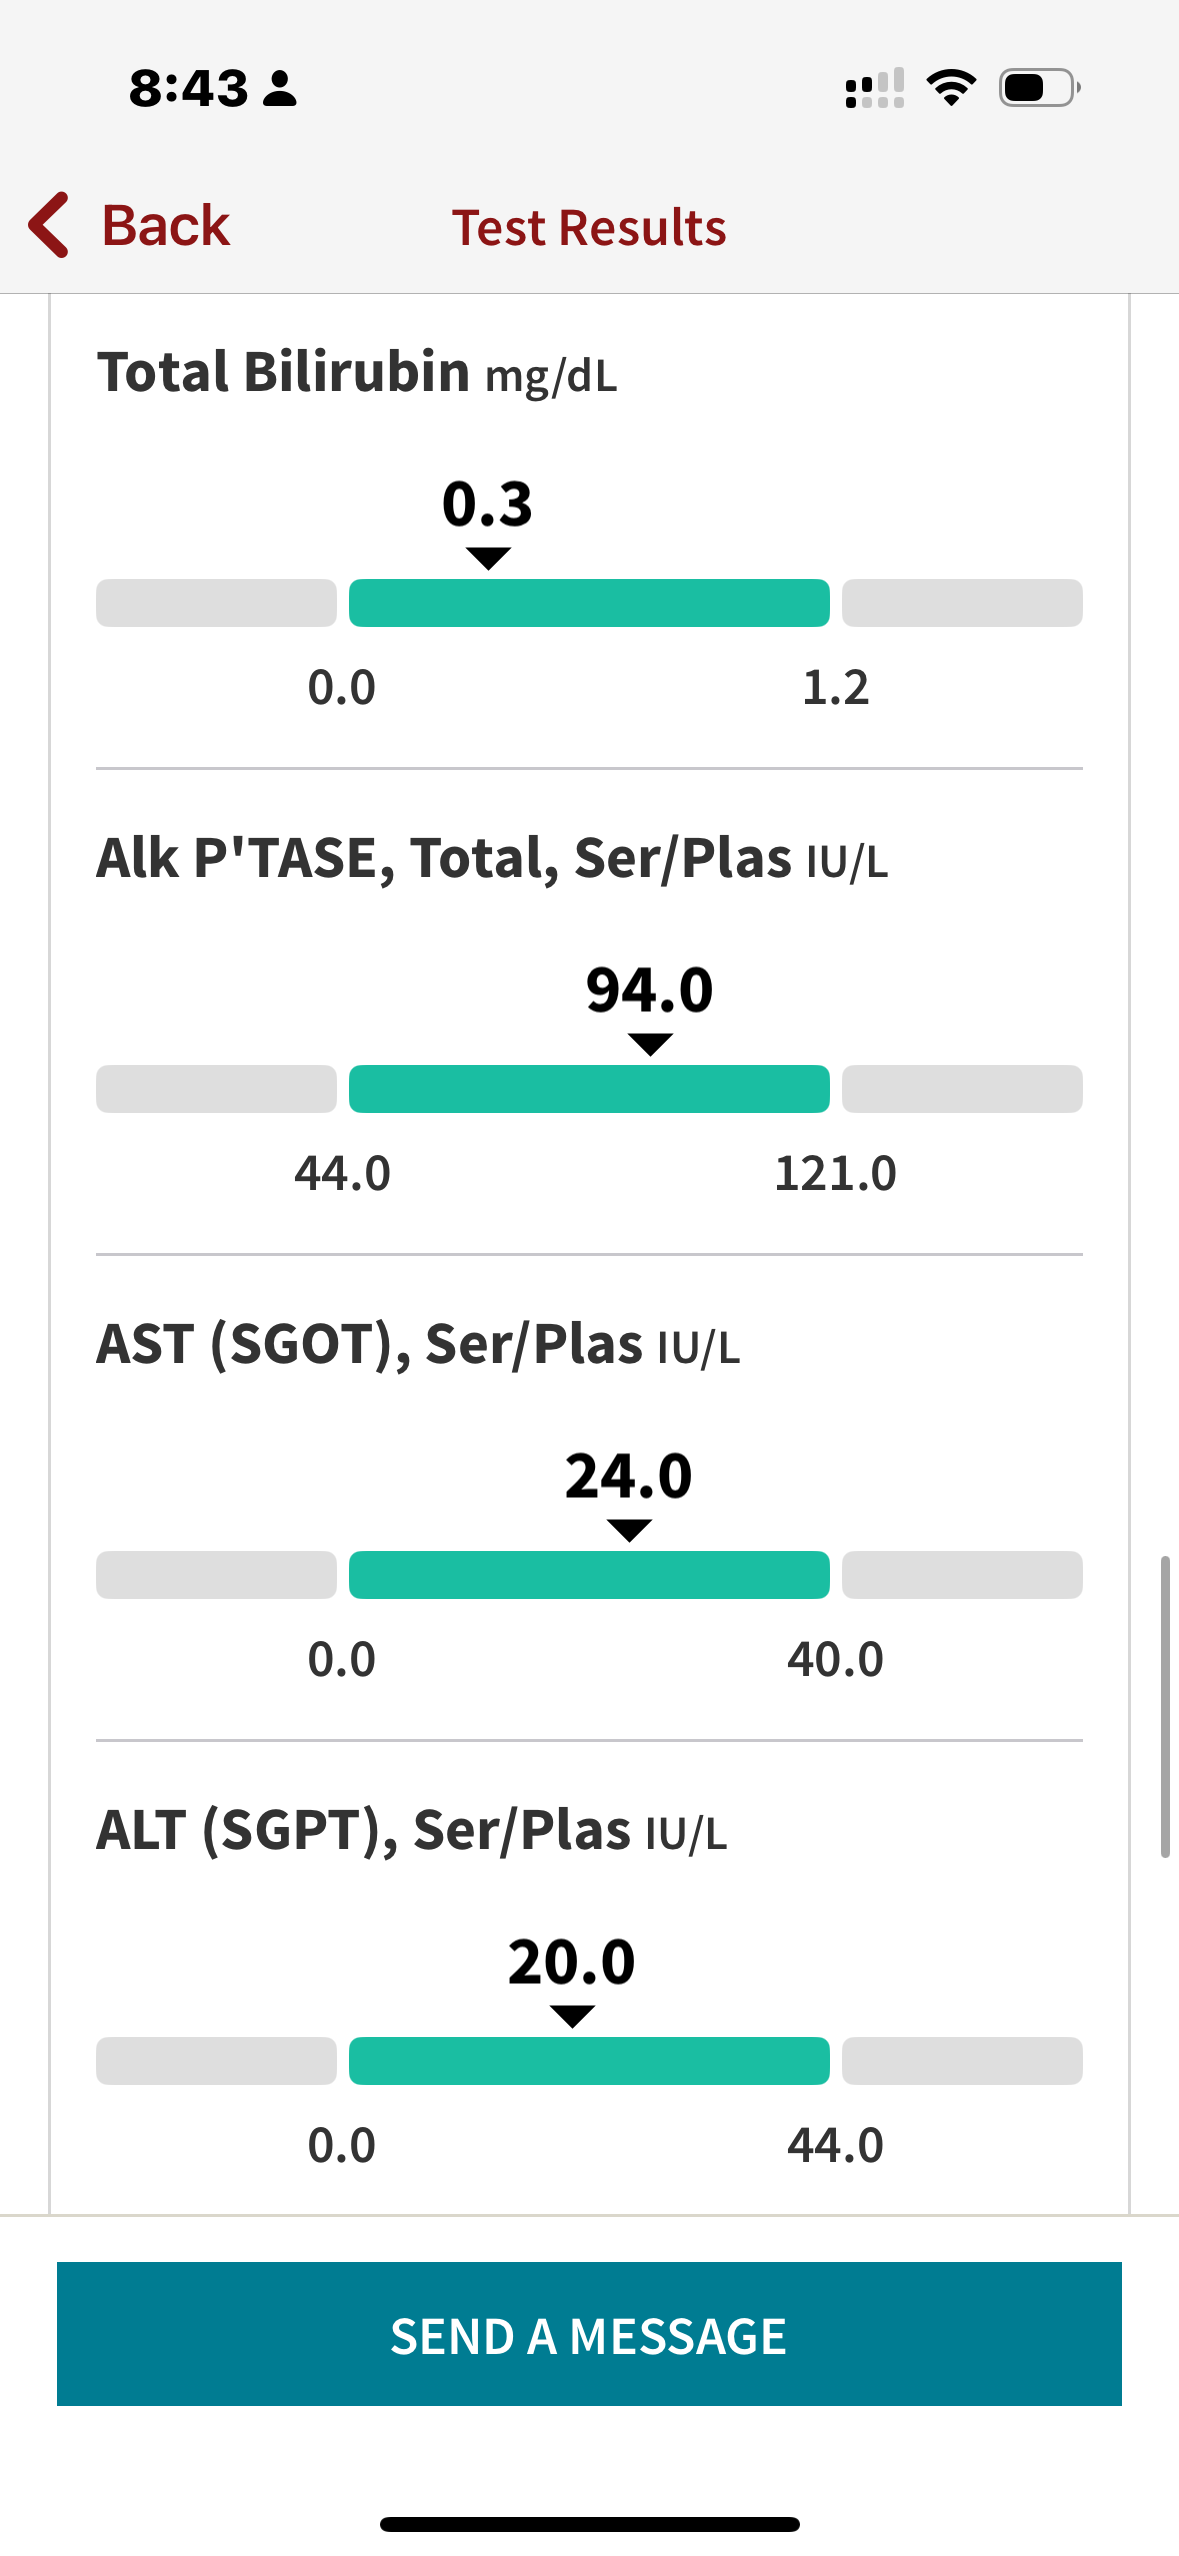 8:43
Back
Test Results
Total Bilirubin mg/dL
0.3
0.0 1.2
Alk P'TASE, Total, Ser/Plas IU/L
94.0
44.0 121.0
AST (SGOT), Ser/Plas IU/L
24.0
0.0 40.0
ALT (SGPT), Ser/Plas IU/L
20.0
0.0 44.0
SEND A MESSAGE